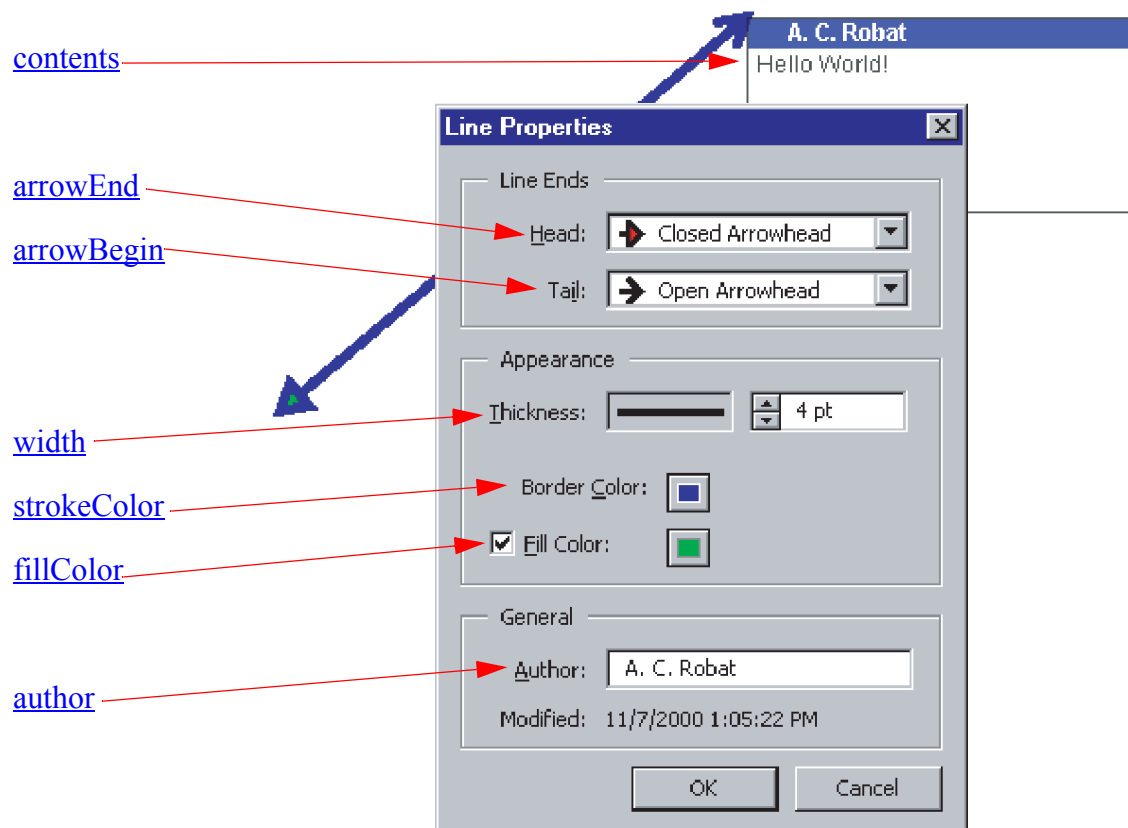 A. C. Robat
contents
Hello World!
Line Properties
Line Ends
arrowEnd
Head: Closed Arrowhead
arrowBegin
Tail: Open Arrowhead
Appearance
Thickness: 4 pt
width
Border Color:
strokeColor
Fill Color:
fillColor
General
Author: A. C. Robat
author
Modified: 11/7/2000 1:05:22 PM
OK Cancel